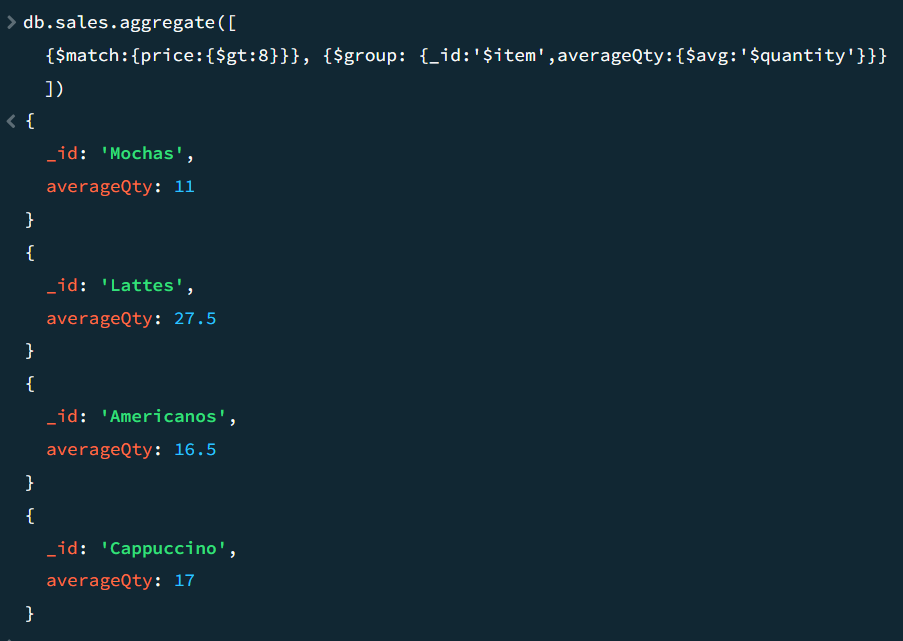 > db.sales.aggregate([
{$match:{price:{$gt:8}}}, {$group: {_id:'$item',averageQty:{$avg:'$quantity'}}}
])
< {
_id: 'Mochas',
averageQty: 11
}
{
_id: 'Lattes',
averageQty: 27.5
}
{
_id: 'Americanos',
averageQty: 16.5
}
{
_id: 'Cappuccino',
averageQty: 17
}